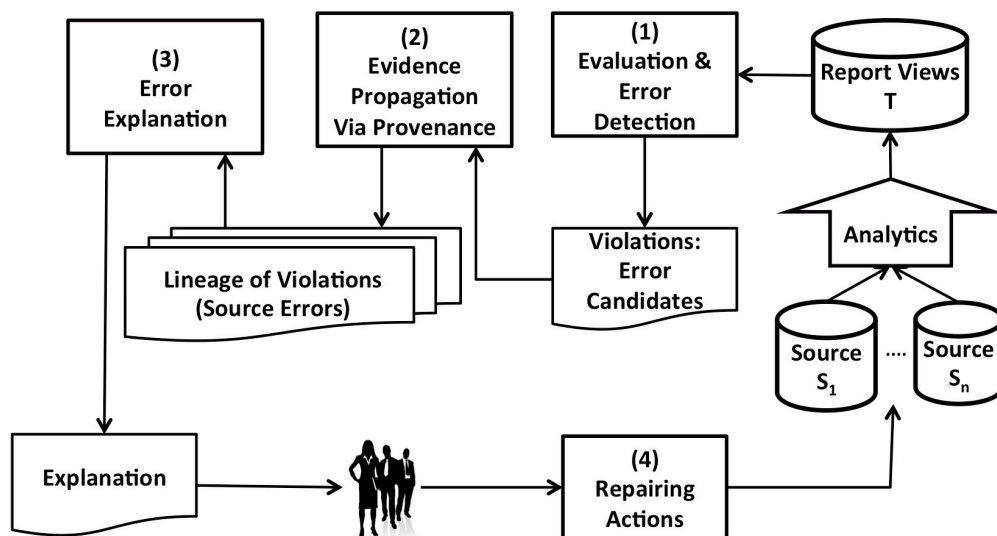 (3)
Error
Explanation
(2)
Evidence
Propagation
Via Provenance
(1)
Evaluation &
Error
Detection
Report Views
T
Analytics
Violations:
Error
Candidates
Lineage of Violations
(Source Errors)
Source
S1
....
Source
Sn
Explanation
(4)
Repairing
Actions